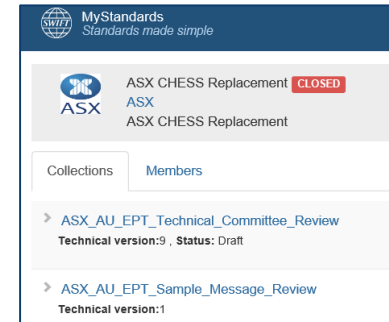 SWIFT
MyStandards
Standards made simple
ASX
ASX CHESS Replacement CLOSED
ASX
ASX CHESS Replacement
Collections Members
ASX_AU_EPT_Technical_Committee_Review
Technical version:9 , Status: Draft
ASX_AU_EPT_Sample_Message_Review
Technical version:1